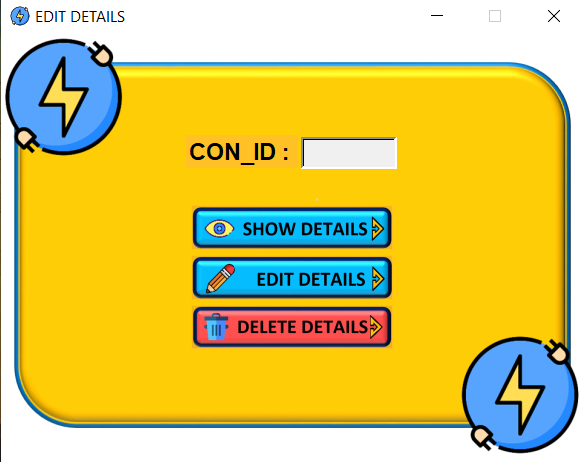 EDIT DETAILS
CON_ID :
SHOW DETAILS
EDIT DETAILS
DELETE DETAILS